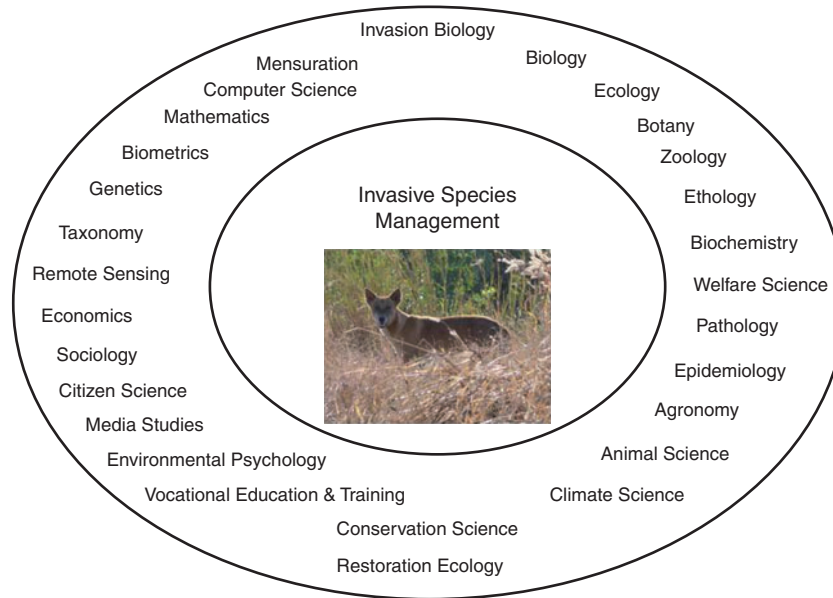 Invasion Biology
Mensuration
Biology
Computer Science
Ecology
Mathematics
Botany
Biometrics
Zoology
Genetics
Ethology
Invasive Species
Management
Taxonomy
Biochemistry
Remote Sensing
Welfare Science
Economics
Pathology
Sociology
Epidemiology
Citizen Science
Agronomy
Media Studies
Animal Science
Environmental Psychology
Vocational Education & Training
Climate Science
Conservation Science
Restoration Ecology